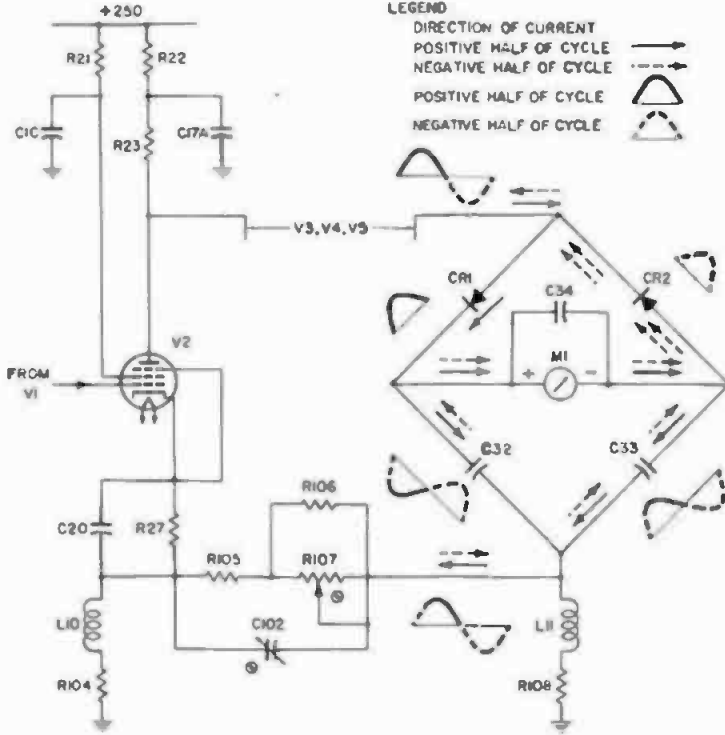 LEGEND
DIRECTION OF CURRENT
POSITIVE HALF OF CYCLE
NEGATIVE HALF OF CYCLE
POSITIVE HALF OF CYCLE
NEGATIVE HALF OF CYCLE
+250
R21
R22
C1C
C17A
R23
V3, V4, V5
CR1
CR2
C34
V2
M1
+
-
FROM
V1
C32
C33
C20
R27
R106
R105
R107
C102
L10
L11
R104
R108